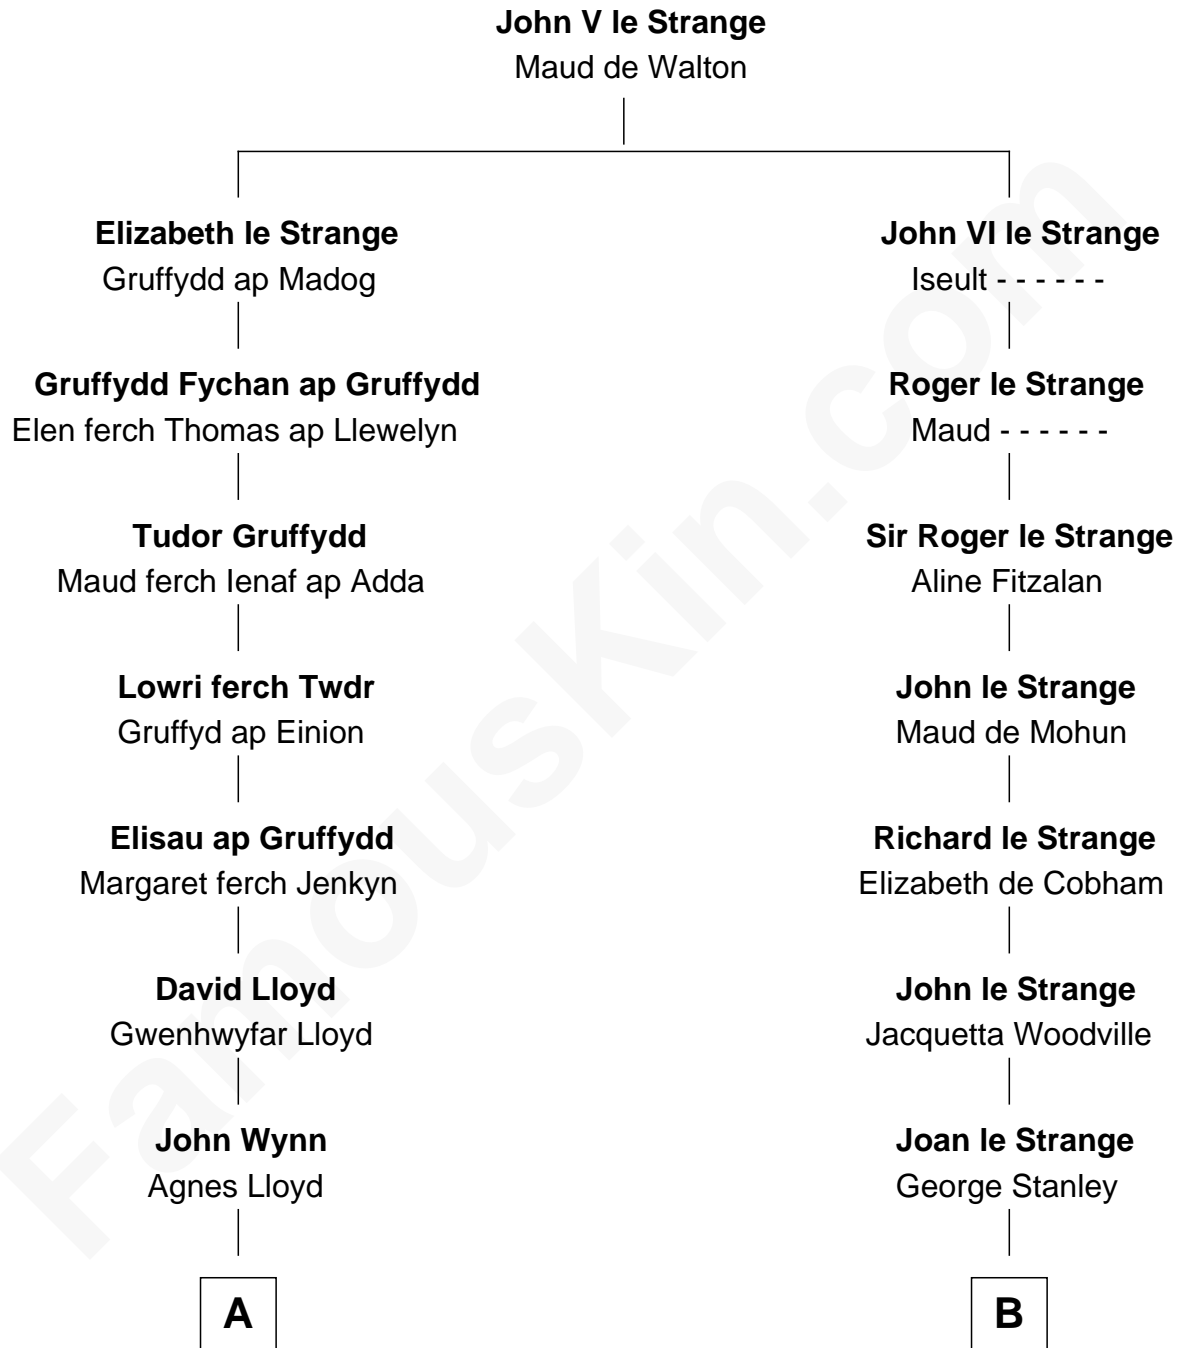 John V le Strange
Maud de Walton
Elizabeth le Strange
Gruffydd ap Madog
John VI le Strange
Iseult - - - - - -
Gruffydd Fychan ap Gruffydd
Elen ferch Thomas ap Llewelyn
Roger le Strange
Maud - - - - - -
Tudor Gruffydd
Maud ferch Ienaf ap Adda
Sir Roger le Strange
Aline Fitzalan
Lowri ferch Twdr
Gruffyd ap Einion
John le Strange
Maud de Mohun
Elisau ap Gruffydd
Margaret ferch Jenkyn
Richard le Strange
Elizabeth de Cobham
David Lloyd
Gwenhwyfar Lloyd
John le Strange
Jacquetta Woodville
John Wynn
Agnes Lloyd
Joan le Strange
George Stanley
A
B
FamousKin.com